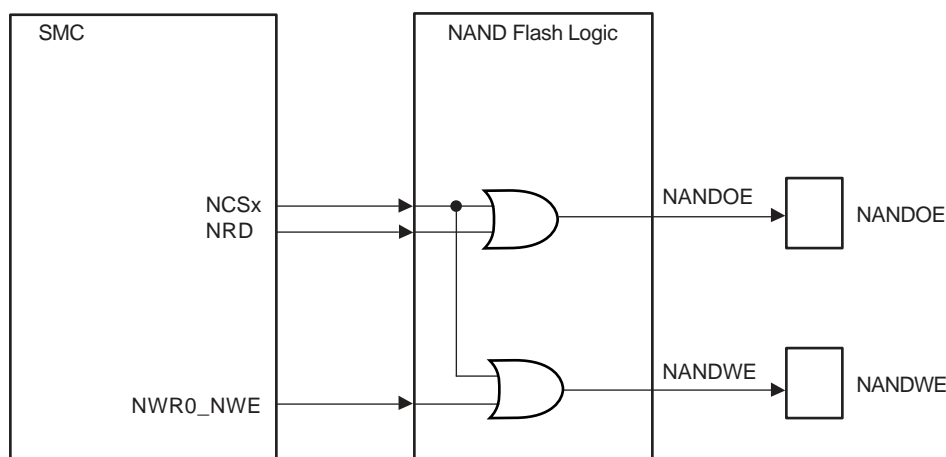 SMC
NAND Flash Logic
NCSx
NRD
NANDOE
NANDOE
NWR0_NWE
NANDWE
NANDWE